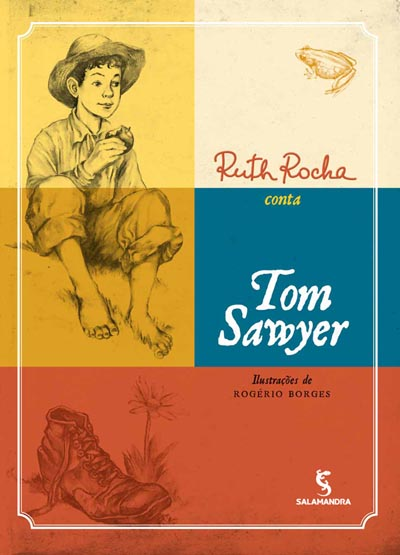 Ruth Rocha
conta
Tom
Sawyer
Ilustrações de
ROGÉRIO BORGES
SALAMANDRA